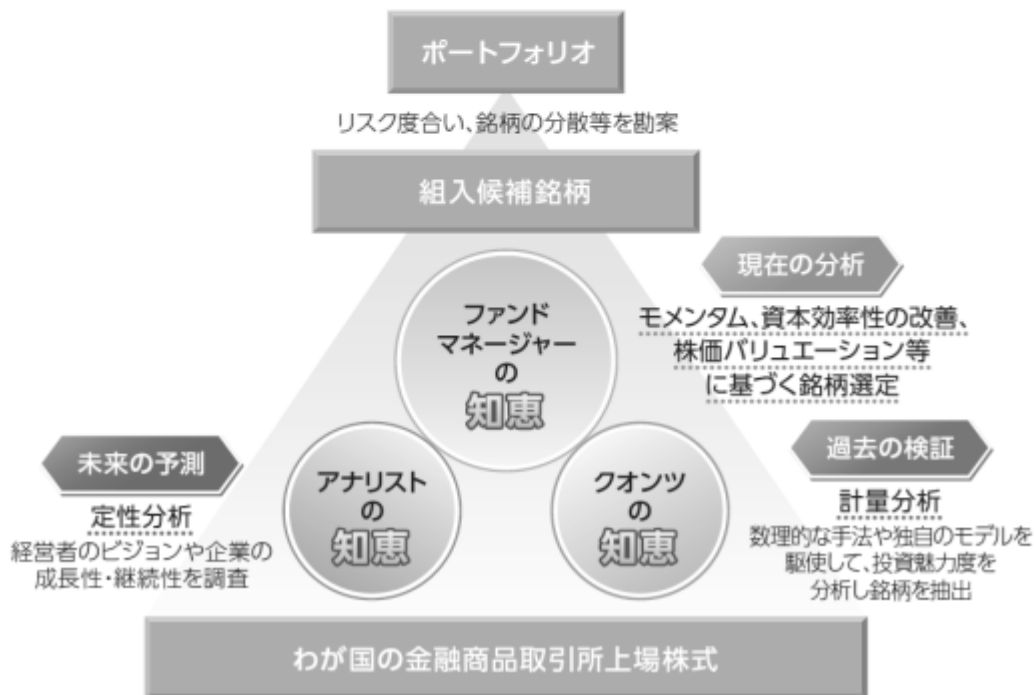 ポートフォリオ
リスク度合い、銘柄の分散等を勘案
組入候補銘柄
現在の分析
モメンタム、資本効率性の改善、
株価バリュエーション等
に基づく銘柄選定
ファンド
マネージャー
の
知恵
未来の予測
定性分析
経営者のビジョンや企業の
成長性・継続性を調査
アナリスト
の
知恵
クオンツ
の
知恵
過去の検証
計量分析
数理的な手法や独自のモデルを
駆使して、投資魅力度を
分析し銘柄を抽出
わが国の金融商品取引所上場株式